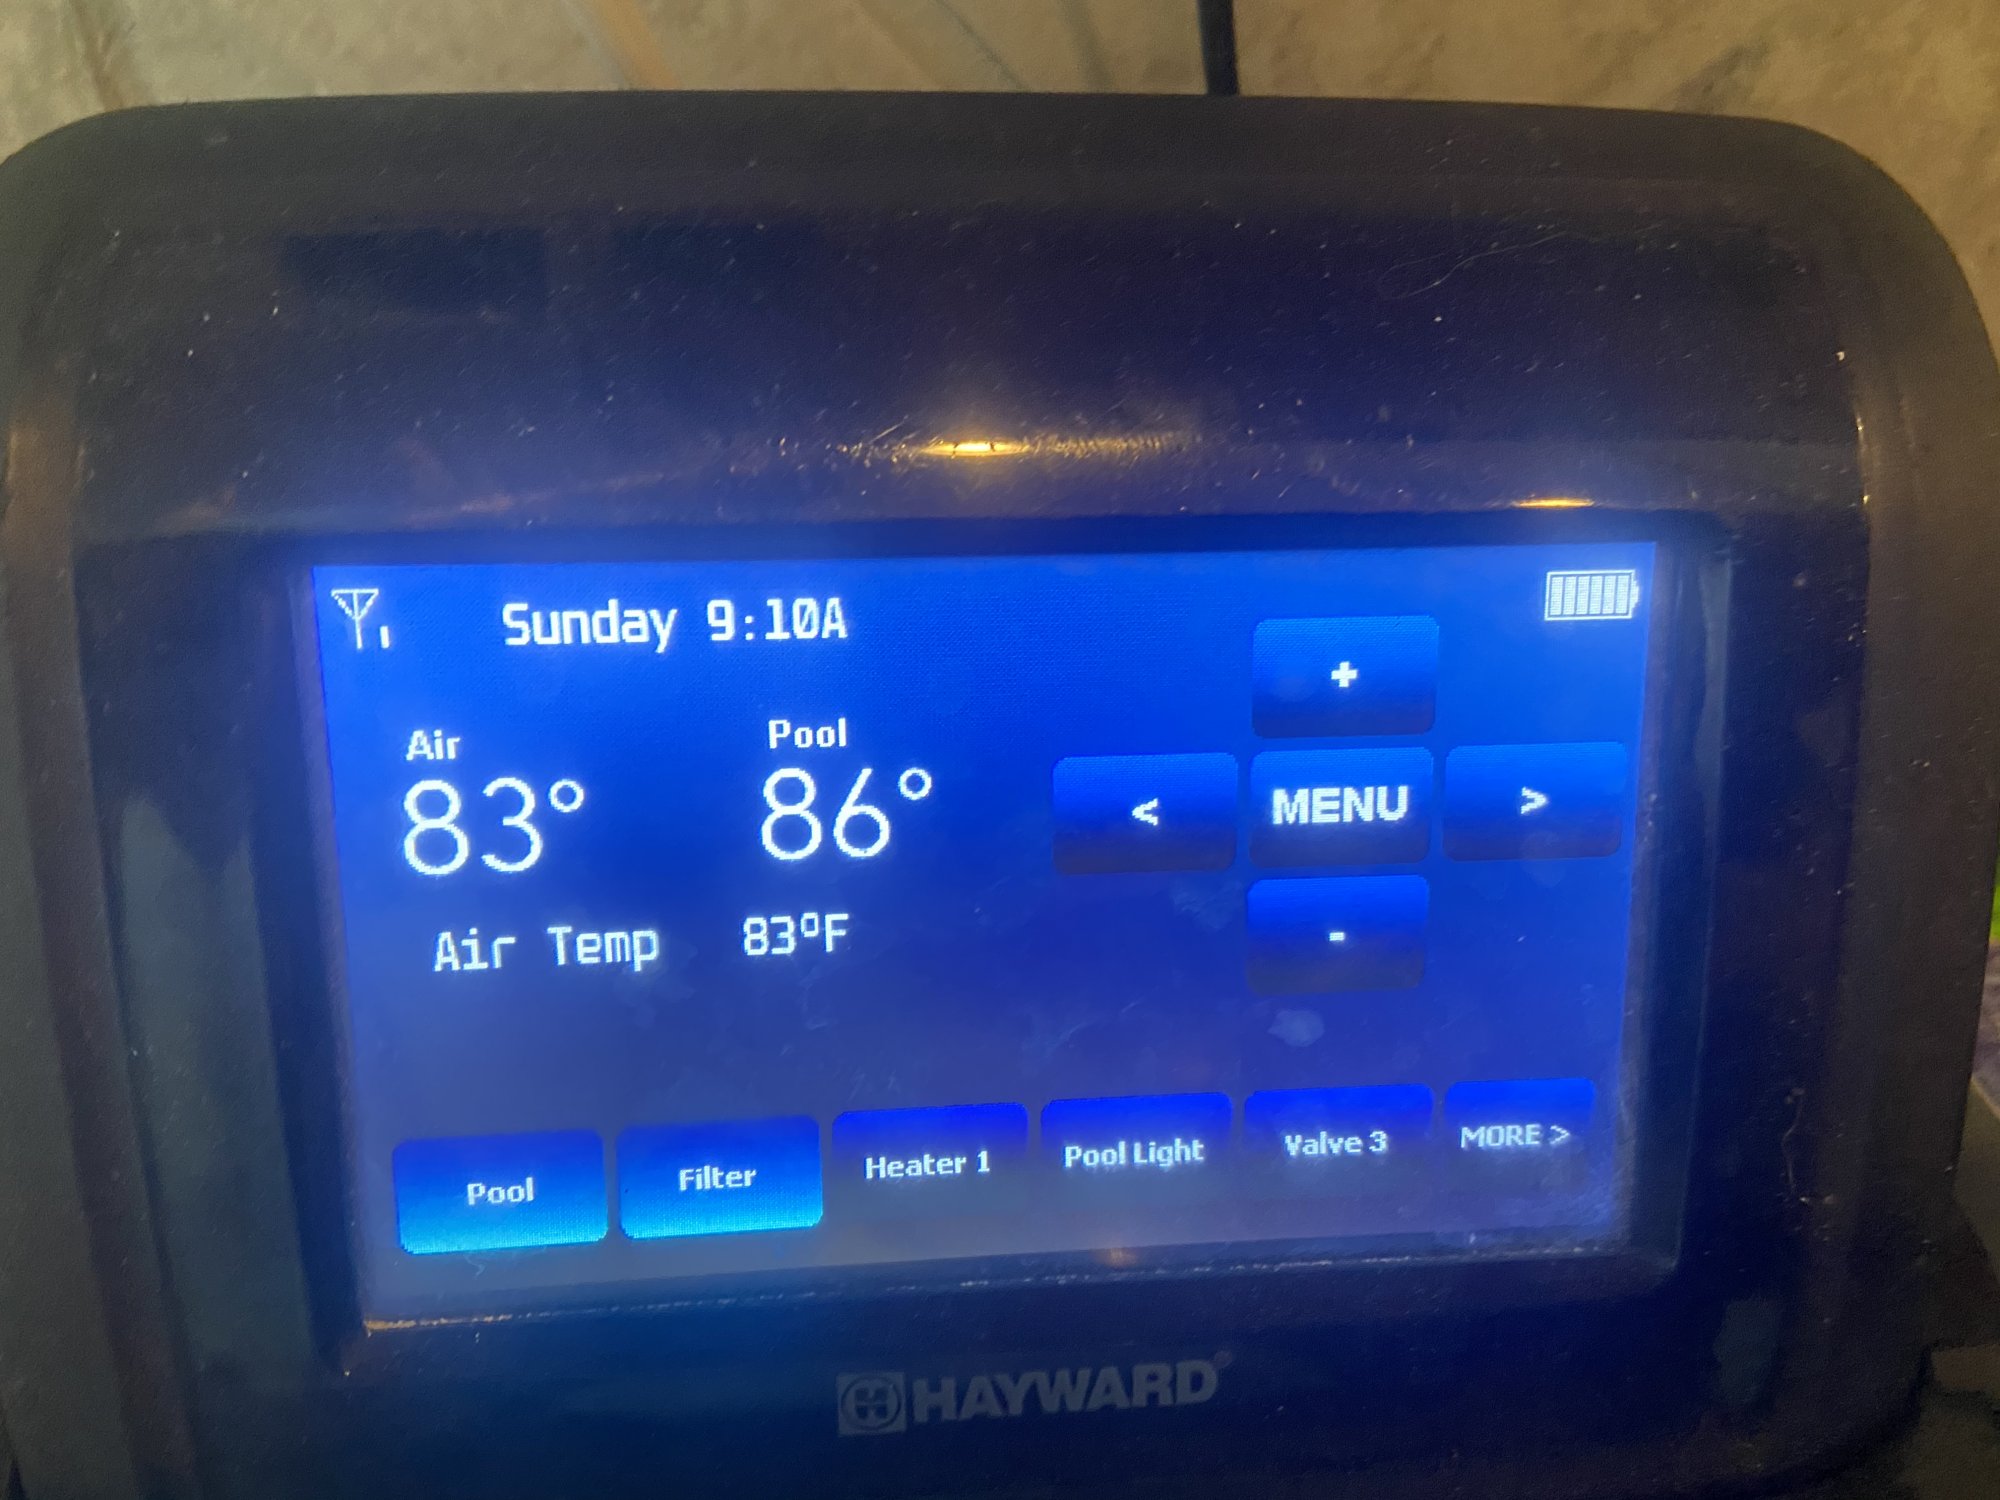 Sunday 9:10A
Air Pool
83° 86°
Air Temp 83°F
+
< MENU >
-
Pool Filter Heater 1 Pool Light Valve 3 MORE >
HAYWARD®